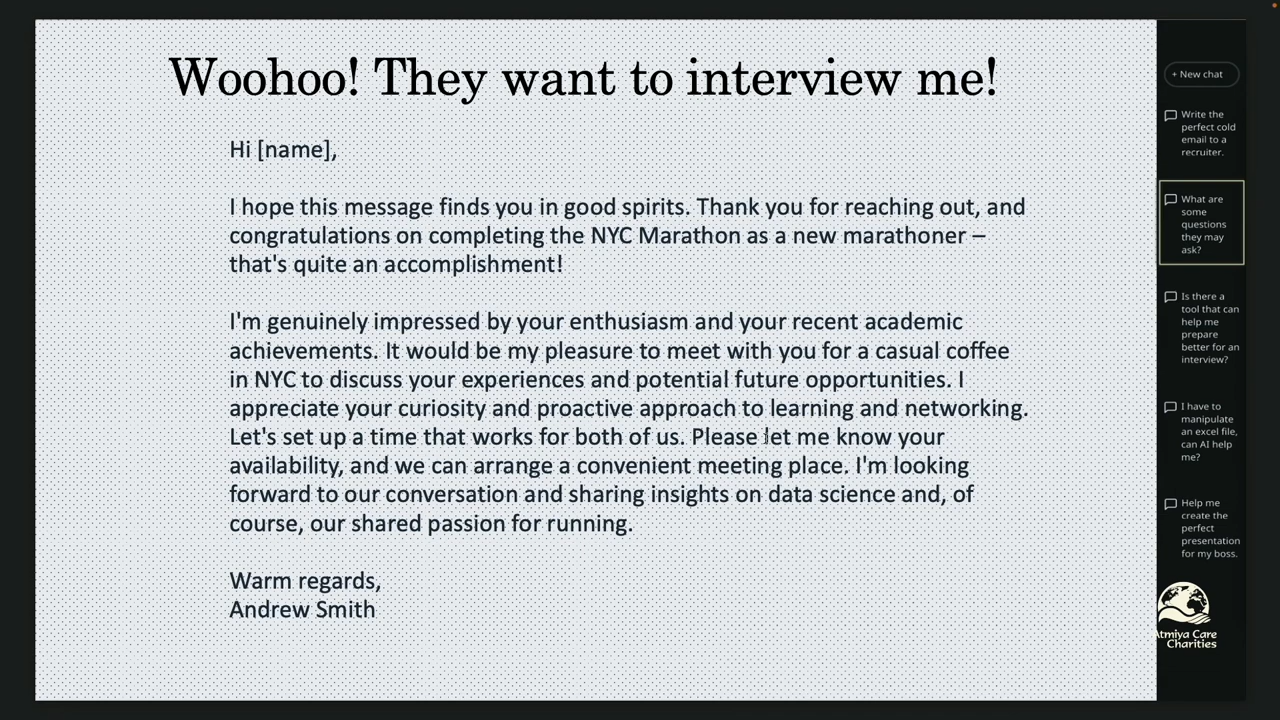 Woohoo! They want to interview me!
Hi [name],
I hope this message finds you in good spirits. Thank you for reaching out, and
congratulations on completing the NYC Marathon as a new marathoner –
that's quite an accomplishment!
I'm genuinely impressed by your enthusiasm and your recent academic
achievements. It would be my pleasure to meet with you for a casual coffee
in NYC to discuss your experiences and potential future opportunities. I
appreciate your curiosity and proactive approach to learning and networking.
Let's set up a time that works for both of us. Please let me know your
availability, and we can arrange a convenient meeting place. I'm looking
forward to our conversation and sharing insights on data science and, of
course, our shared passion for running.
Warm regards,
Andrew Smith
+ New chat
Write the
perfect cold
email to a
recruiter.
What are
some
questions
they may
ask?
Is there a
tool that can
help me
prepare
better for an
interview?
I have to
manipulate
an excel file,
can AI help
me?
Help me
create the
perfect
presentation
for my boss.
Atmiya Care
Charities